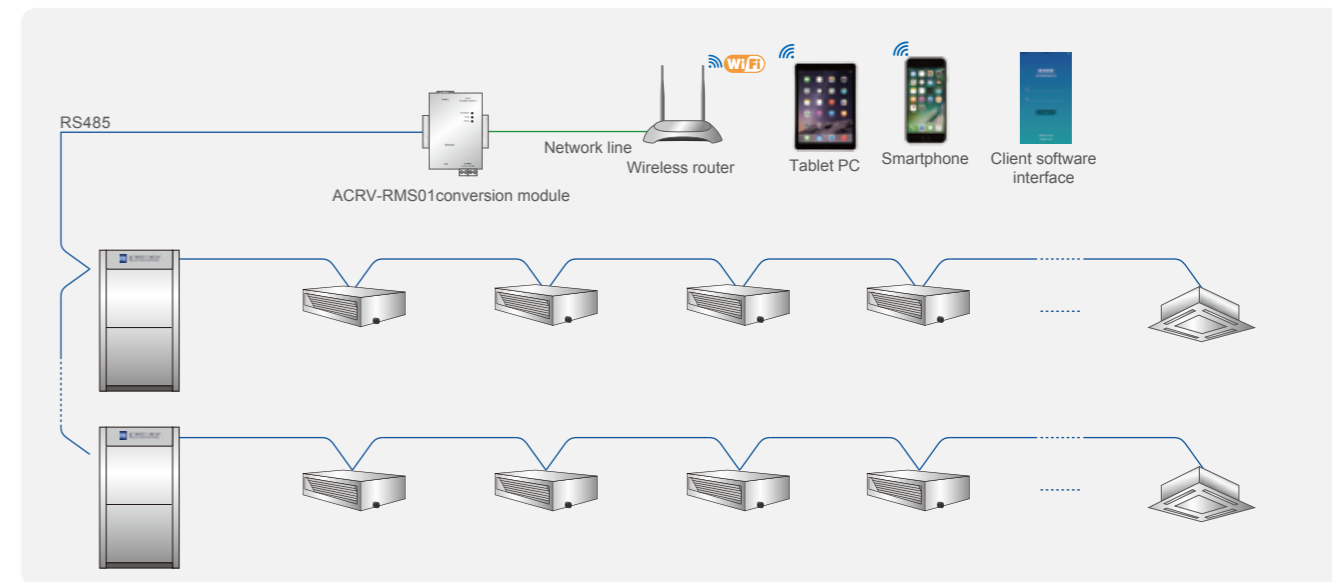 WiFi
RS485
Network line
Wireless router
Tablet PC
Smartphone
Client software
interface
ACRV-RMS01conversion module